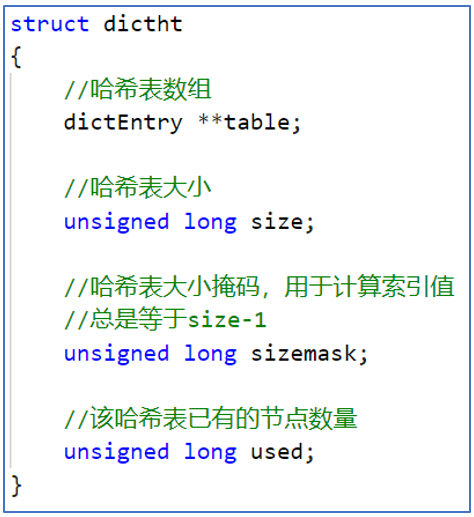 struct dictht
{
//哈希表数组
dictEntry **table;
//哈希表大小
unsigned long size;
//哈希表大小掩码，用于计算索引值
//总是等于size-1
unsigned long sizemask;
//该哈希表已有的节点数量
unsigned long used;
}